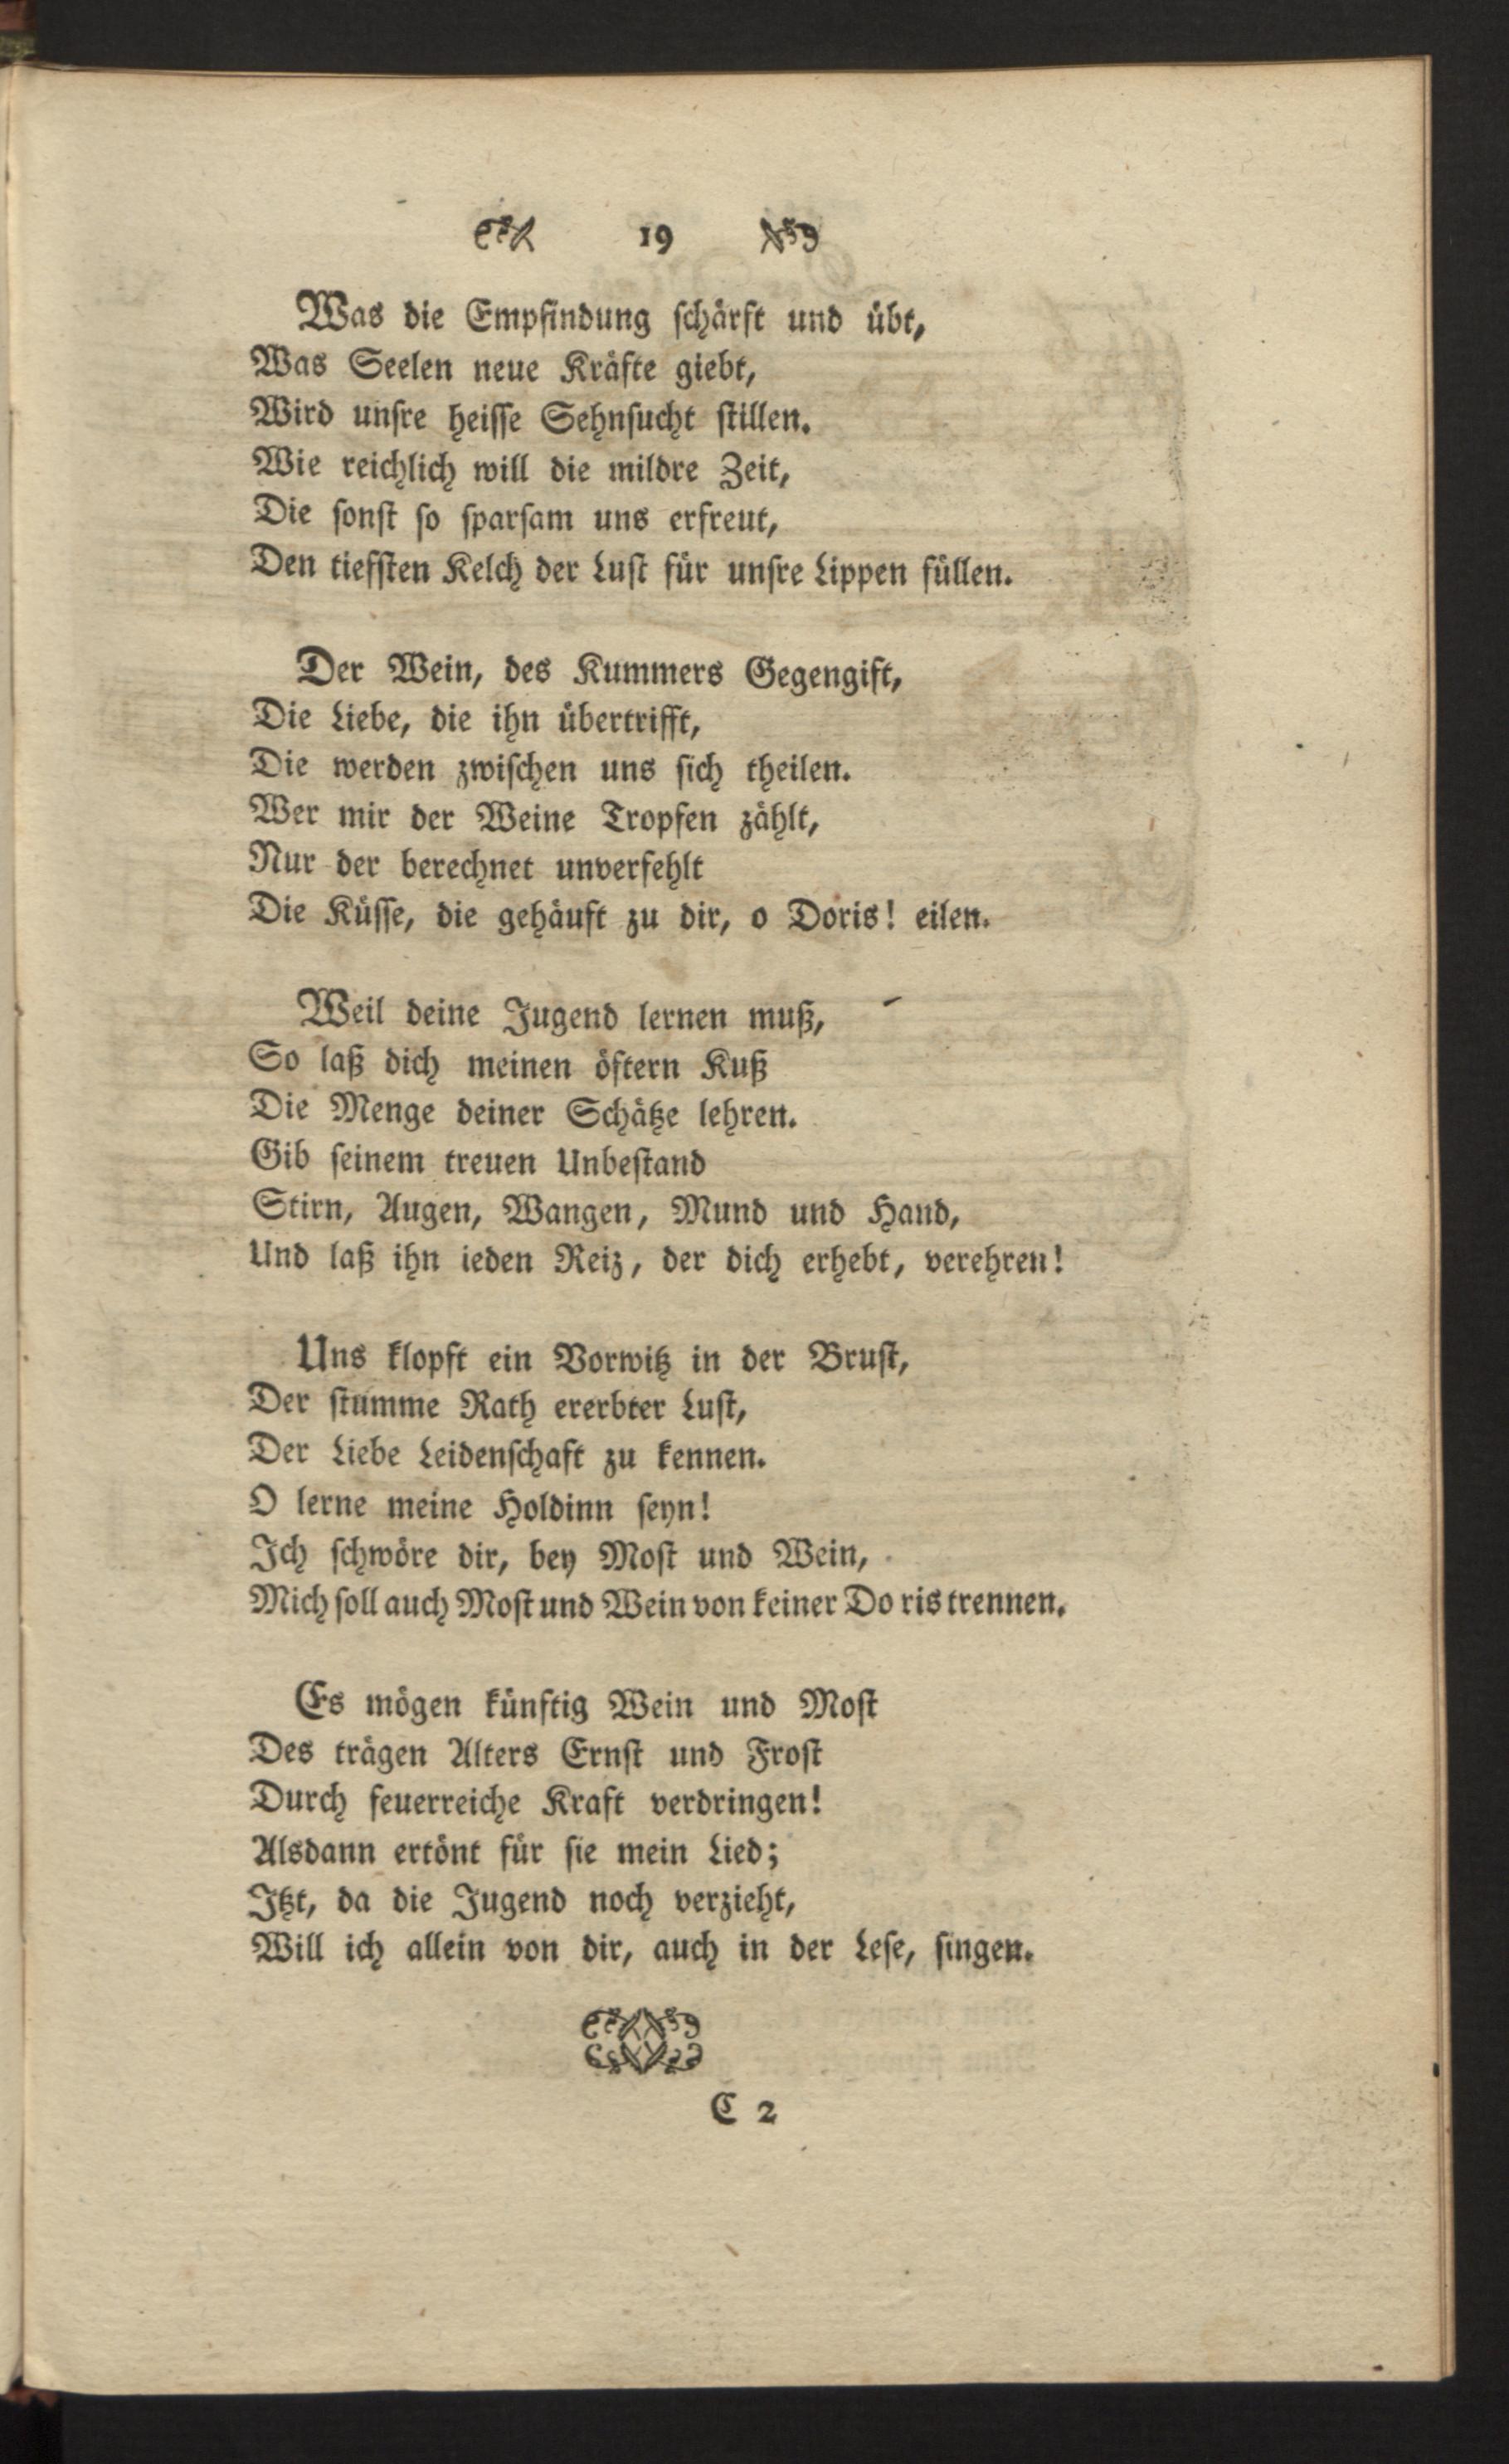 19
Was die Empfindung ſchärft und übt,
Was Seelen neue Kräfte giebt,
Wird unſre heiſſe Sehnſucht ſtillen.
Wie reichlich will die mildre Zeit,
Die ſonſt ſo ſparſam uns erfreut,
Den tiefſten Kelch der Luſt für unſre Lippen füllen.
Der Wein, des Kummers Gegengift,
Die Liebe, die ihn übertrifft,
Die werden zwiſchen uns ſich theilen.
Wer mir der Weine Tropfen zählt,
Nur der berechnet unverfehlt
Die Küſſe, die gehäuft zu dir, o Doris! eilen.
Weil deine Jugend lernen muß,
So laß dich meinen öftern Kuß
Die Menge deiner Schätze lehren.
Gib ſeinem treuen Unbeſtand
Stirn, Augen, Wangen, Mund und Hand,
Und laß ihn ieden Reiz, der dich erhebt, verehren!
Uns klopft ein Vorwitz in der Bruſt,
Der ſtumme Rath ererbter Luſt,
Der Liebe Leidenſchaft zu kennen.
O lerne meine Holdinn ſeyn!
Ich ſchwöre dir, bey Moſt und Wein,
Mich ſoll auch Moſt und Wein von keiner Do ris trennen.
Es mögen künftig Wein und Moſt
Des trägen Alters Ernſt und Froſt
Durch feuerreiche Kraft verdringen!
Alsdann ertönt für ſie mein Lied;
Itzt, da die Jugend noch verzieht,
Will ich allein von dir, auch in der Leſe, ſingen.
C 2